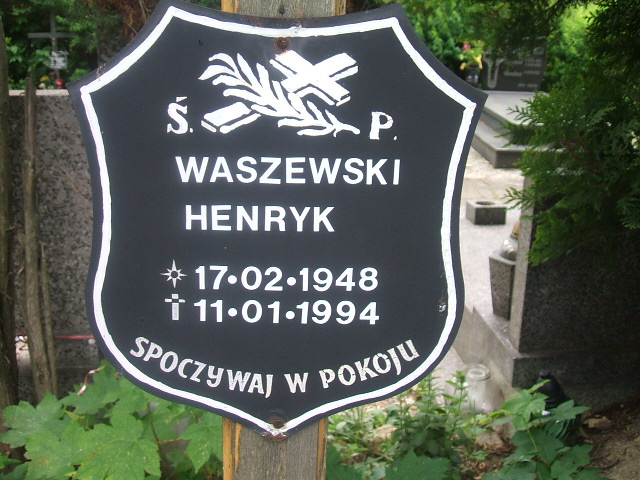 Ś. P.
WASZEWSKI
HENRYK
17•02•1948
11•01•1994
SPOCZYWAJ W POKOJU